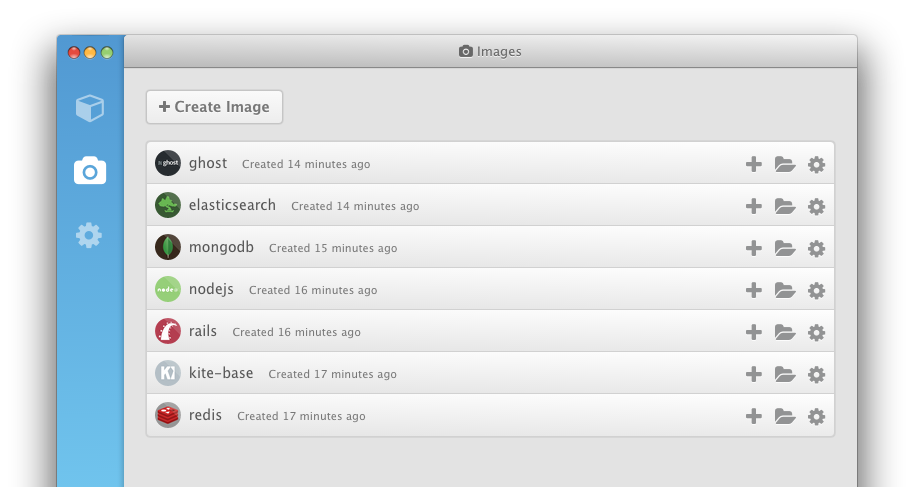 Images
+ Create Image
ghost ghost Created 14 minutes ago
elasticsearch Created 14 minutes ago
mongodb Created 15 minutes ago
node nodejs Created 16 minutes ago
rails Created 16 minutes ago
K kite-base Created 17 minutes ago
redis Created 17 minutes ago